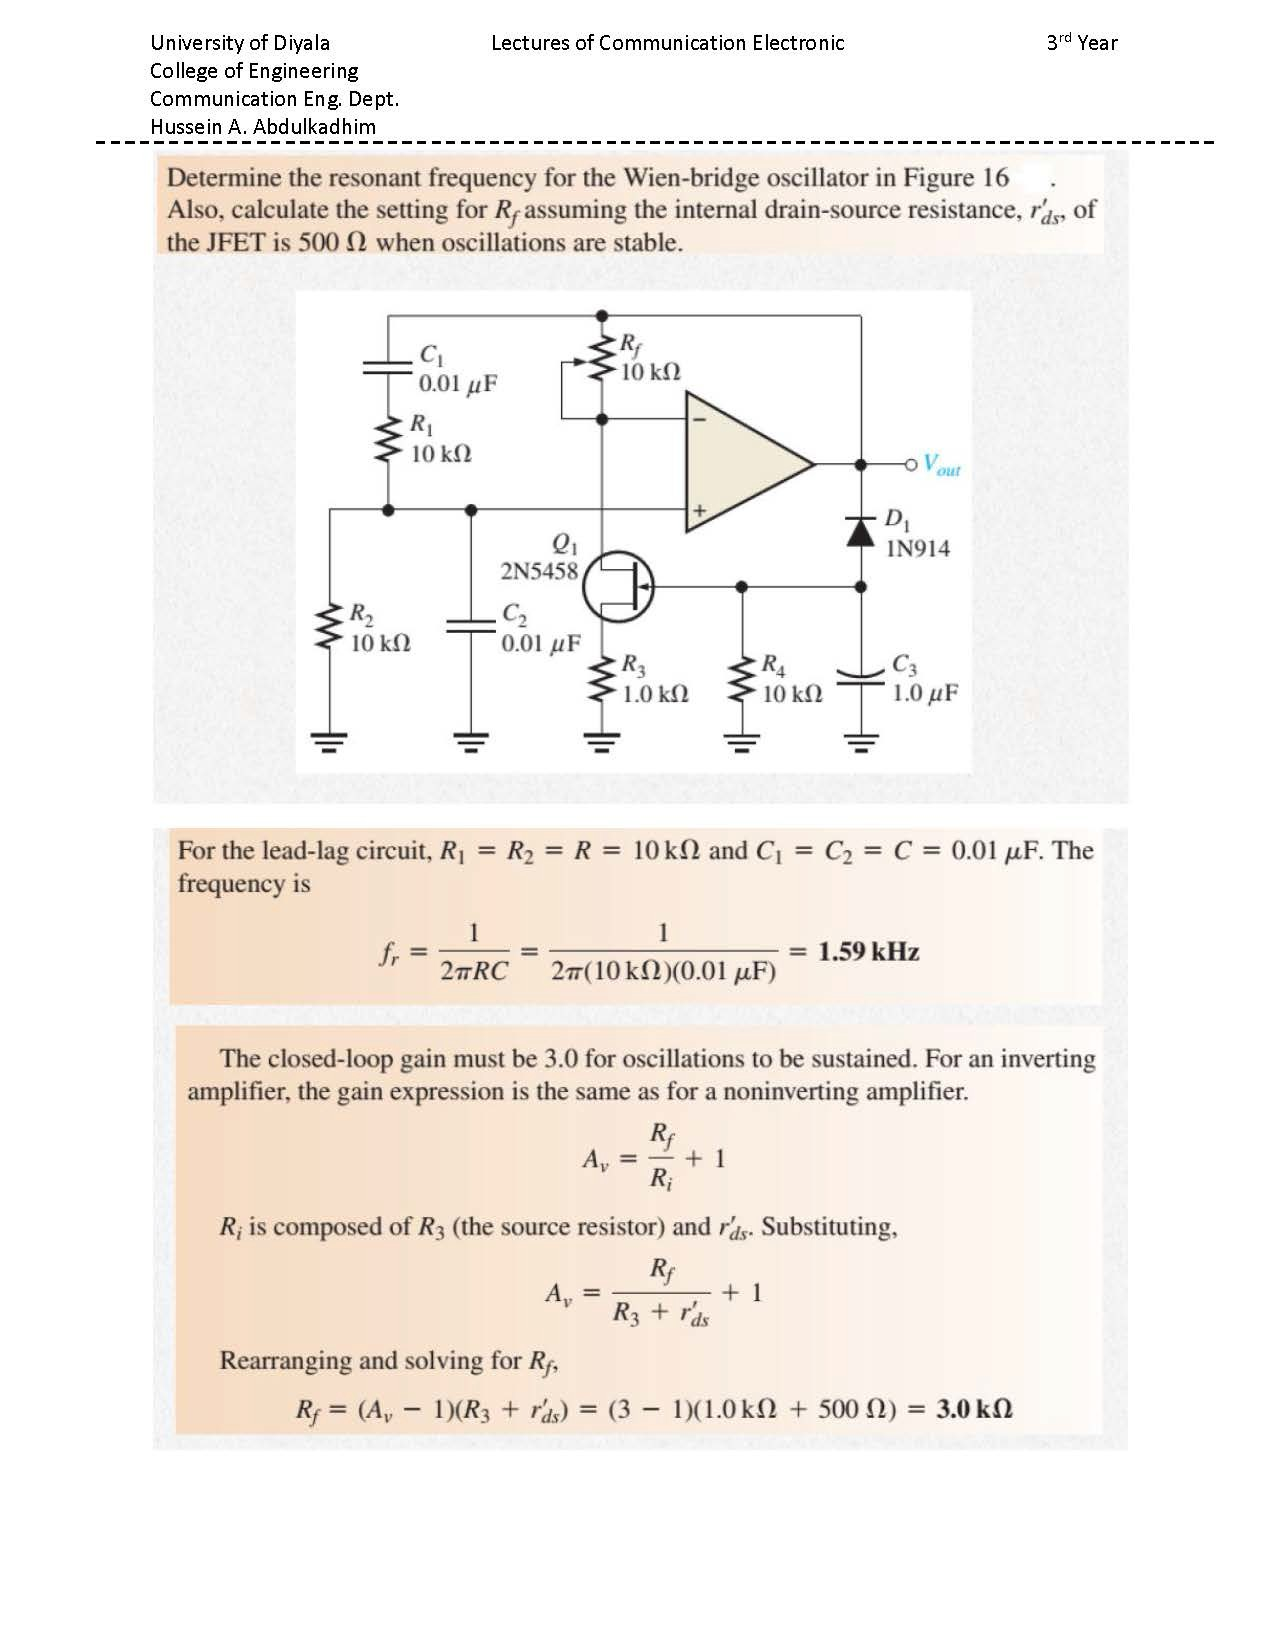 University of Diyala Lectures of Communication Electronic 3rd Year
College of Engineering
Communication Eng. Dept.
Hussein A. Abdulkadhim
Determine the resonant frequency for the Wien-bridge oscillator in Figure 16 .
Also, calculate the setting for Rf assuming the internal drain-source resistance, r′ds, of
the JFET is 500 Ω when oscillations are stable.
C1
0.01 μF
Rf
10 kΩ
R1
10 kΩ
−
+
Vout
D1
1N914
Q1
2N5458
R2
10 kΩ
C2
0.01 μF
R3
1.0 kΩ
R4
10 kΩ
C3
1.0 μF
For the lead-lag circuit, R1 = R2 = R = 10 kΩ and C1 = C2 = C = 0.01 μF. The
frequency is
fr = 1/2πRC = 1/2π(10 kΩ)(0.01 μF) = 1.59 kHz
The closed-loop gain must be 3.0 for oscillations to be sustained. For an inverting
amplifier, the gain expression is the same as for a noninverting amplifier.
Av = Rf/Ri + 1
Ri is composed of R3 (the source resistor) and r′ds. Substituting,
Av = Rf/R3 + r′ds + 1
Rearranging and solving for Rf,
Rf = (Av − 1)(R3 + r′ds) = (3 − 1)(1.0 kΩ + 500 Ω) = 3.0 kΩ